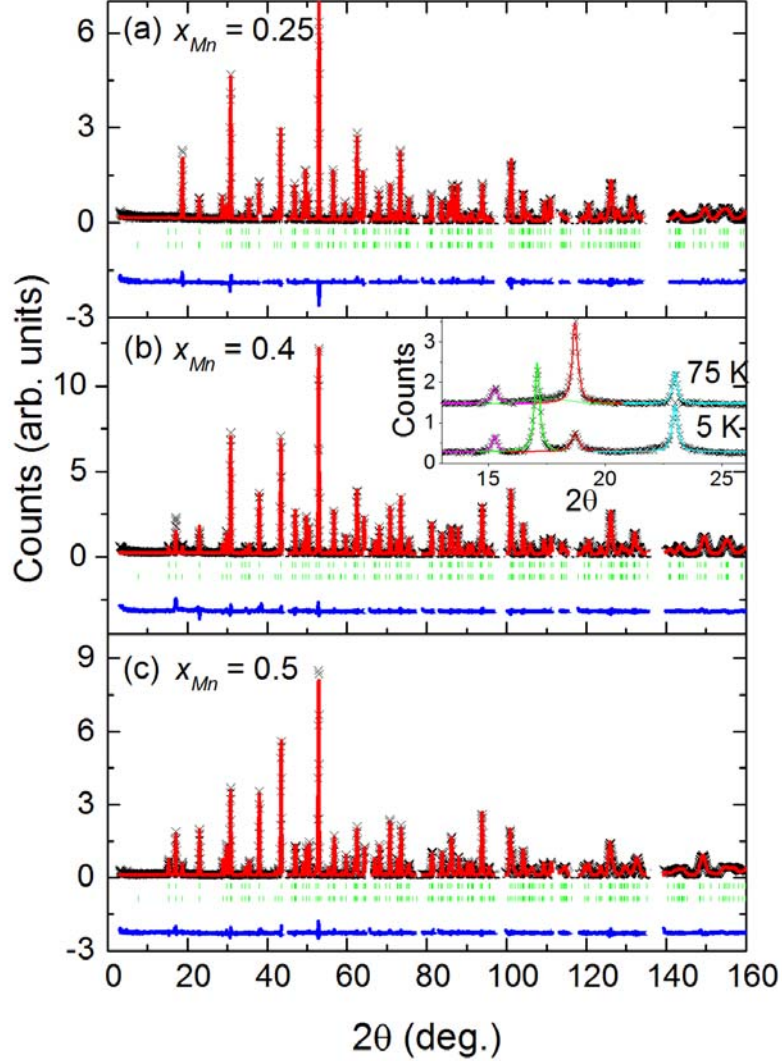 (a) x_Mn = 0.25
6
3
0
-3
(b) x_Mn = 0.4
10
5
0
Counts
3
2
1
0
75 K
5 K
15 20 25
2θ
(c) x_Mn = 0.5
9
6
3
0
-3
Counts (arb. units)
0 20 40 60 80 100 120 140 160
2θ (deg.)